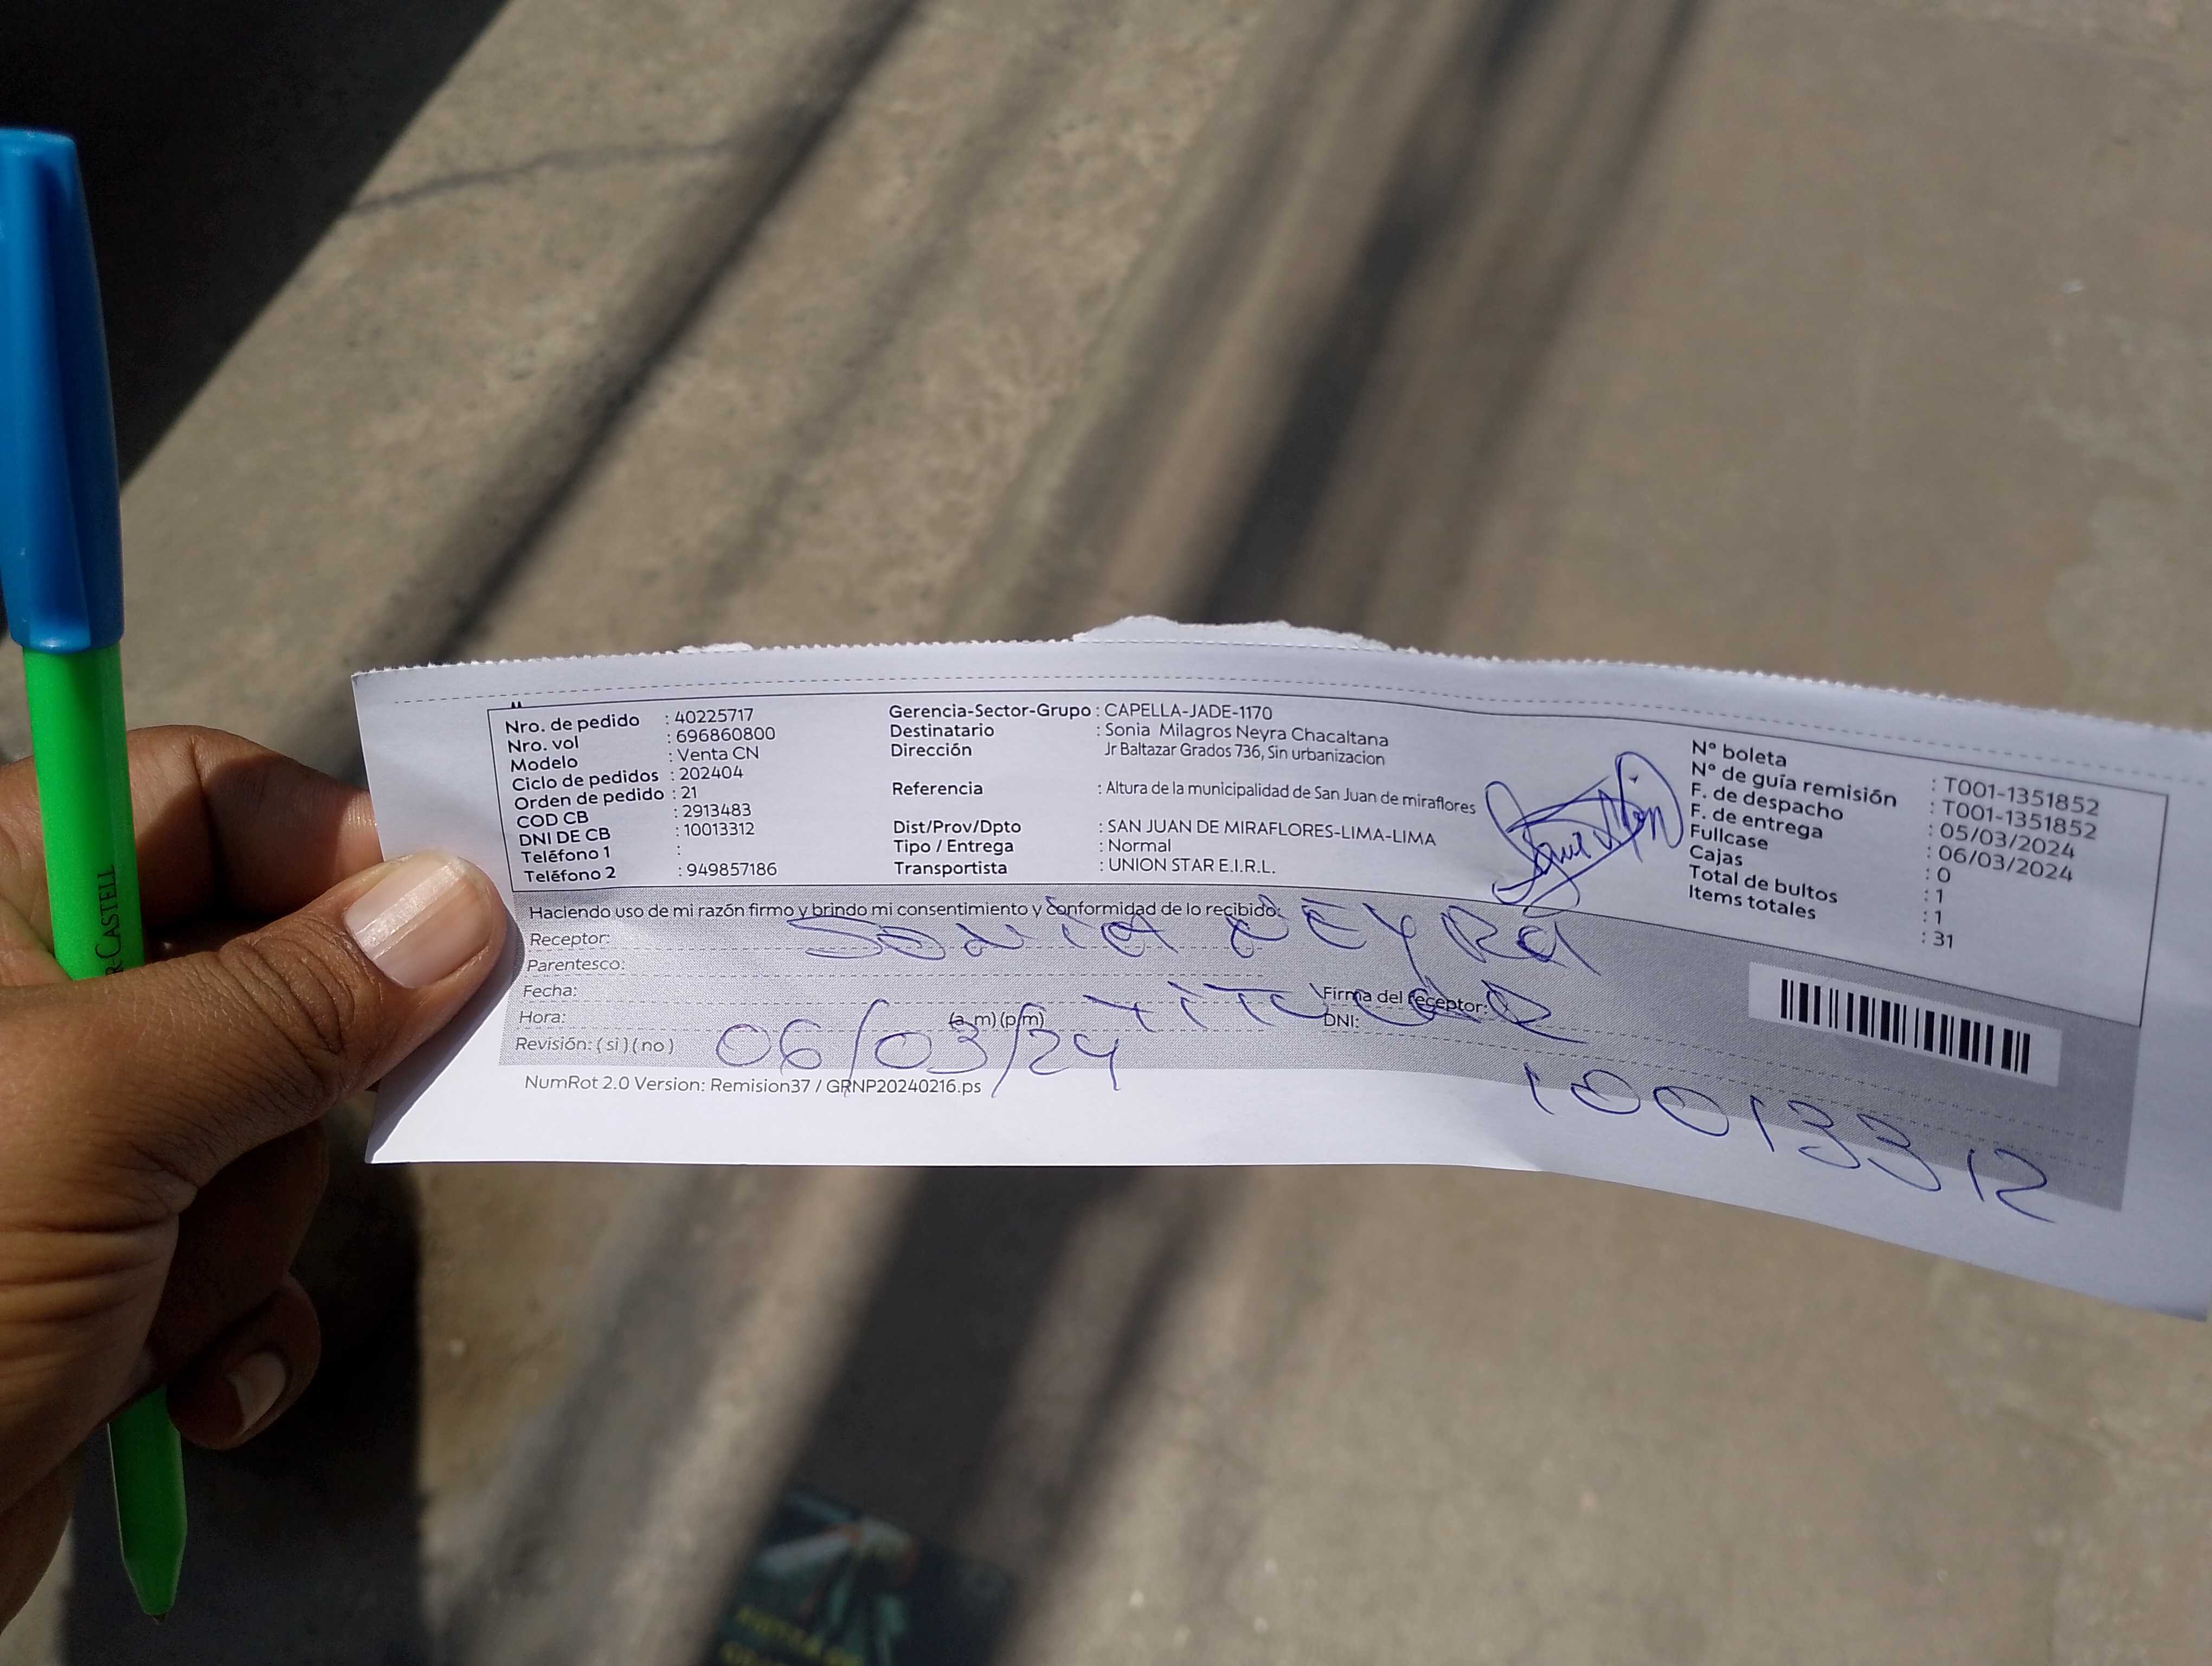 Nro. de pedido : 40225717
Nro. vol : 696860800
Modelo : Venta CN
Ciclo de pedidos : 202404
Orden de pedido : 21
COD CB : 2913483
DNI DE CB : 10013312
Teléfono 1 :
Teléfono 2 : 949857186
Gerencia-Sector-Grupo : CAPELLA-JADE-1170
Destinatario : Sonia Milagros Neyra Chacaltana
Dirección Jr Baltazar Grados 736, Sin urbanizacion
Referencia : Altura de la municipalidad de San Juan de miraflores
Dist/Prov/Dpto : SAN JUAN DE MIRAFLORES-LIMA-LIMA
Tipo / Entrega : Normal
Transportista : UNION STAR E.I.R.L.
N° boleta : T001-1351852
N° de guía remisión : T001-1351852
F. de despacho : 05/03/2024
F. de entrega : 06/03/2024
Fullcase : 0
Cajas : 1
Total de bultos : 1
Items totales : 31
Haciendo uso de mi razón firmo y brindo mi consentimiento y conformidad de lo recibido:
Receptor: SONIA NEYRA
Parentesco: TITULAR
Fecha: 06/03/24
Hora: (a.m) (p.m)
Revisión: (si) (no)
Firma del receptor:
DNI: 10013312
NumRot 2.0 Version: Remision37 / GRNP20240216.ps